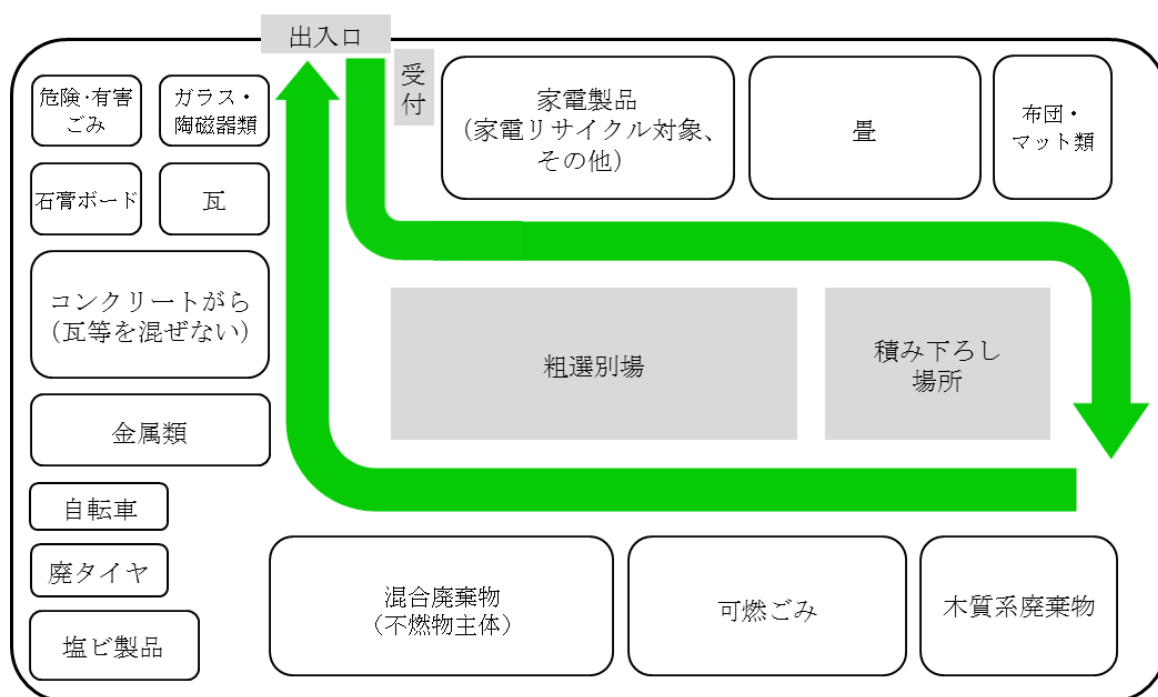 出入口
受付
危険・有害
ごみ
ガラス・
陶磁器類
家電製品
（家電リサイクル対象、
その他）
畳
布団・
マット類
石膏ボード
瓦
コンクリートがら
（瓦等を混ぜない）
粗選別場
積み下ろし
場所
金属類
自転車
廃タイヤ
塩ビ製品
混合廃棄物
（不燃物主体）
可燃ごみ
木質系廃棄物